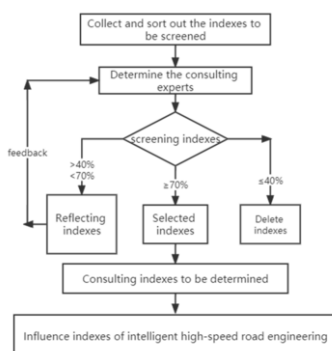 Collect and sort out the indexes to
be screened
Determine the consulting
experts
feedback
screening indexes
>40%
<70%
≥70%
≤40%
Reflecting
indexes
Selected
indexes
Delete
indexes
Consulting indexes to be determined
Influence indexes of intelligent high-speed road engineering